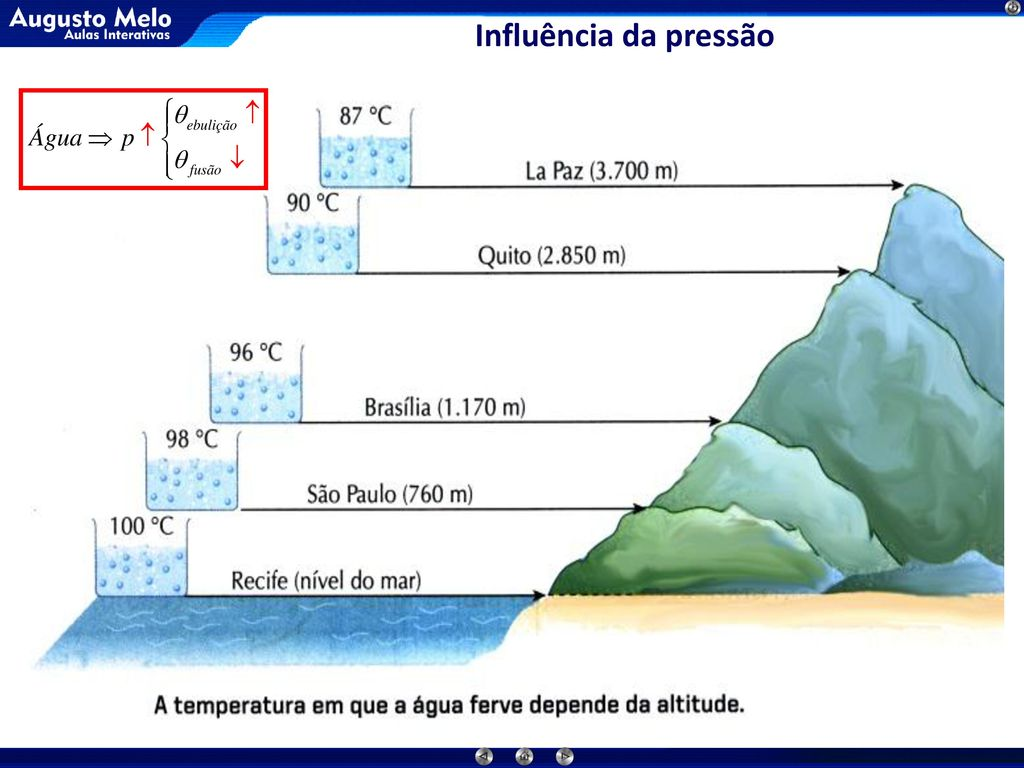 Augusto Melo
Aulas Interativas
Influência da pressão
Água ⇒ p ↑ { θebulição ↑
θfusão ↓
87 °C
La Paz (3.700 m)
90 °C
Quito (2.850 m)
96 °C
Brasília (1.170 m)
98 °C
São Paulo (760 m)
100 °C
Recife (nível do mar)
A temperatura em que a água ferve depende da altitude.